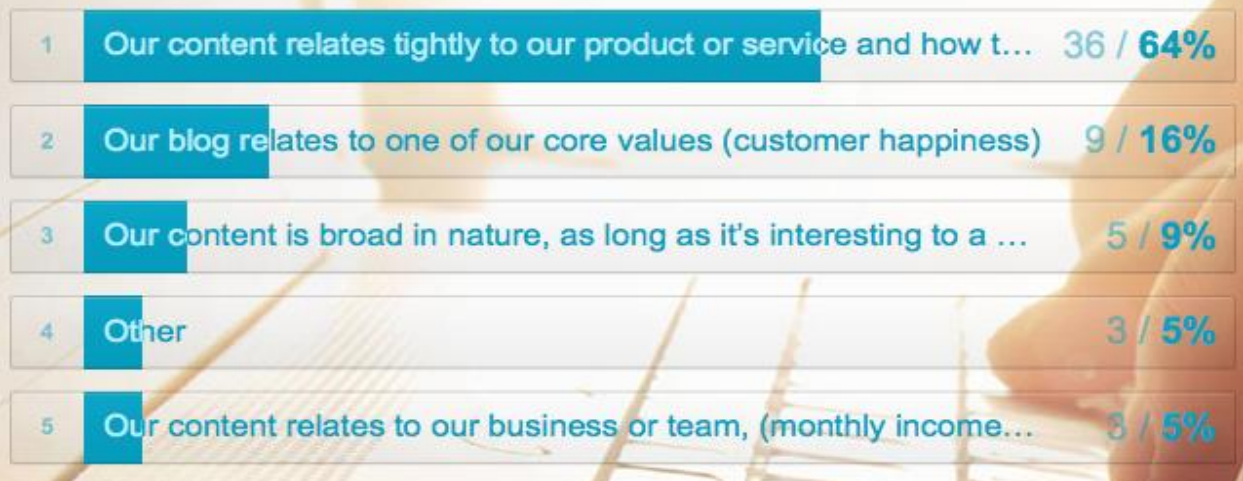 1 Our content relates tightly to our product or service and how t... 36 / 64%
2 Our blog relates to one of our core values (customer happiness) 9 / 16%
3 Our content is broad in nature, as long as it's interesting to a ... 5 / 9%
4 Other 3 / 5%
5 Our content relates to our business or team, (monthly income... 3 / 5%